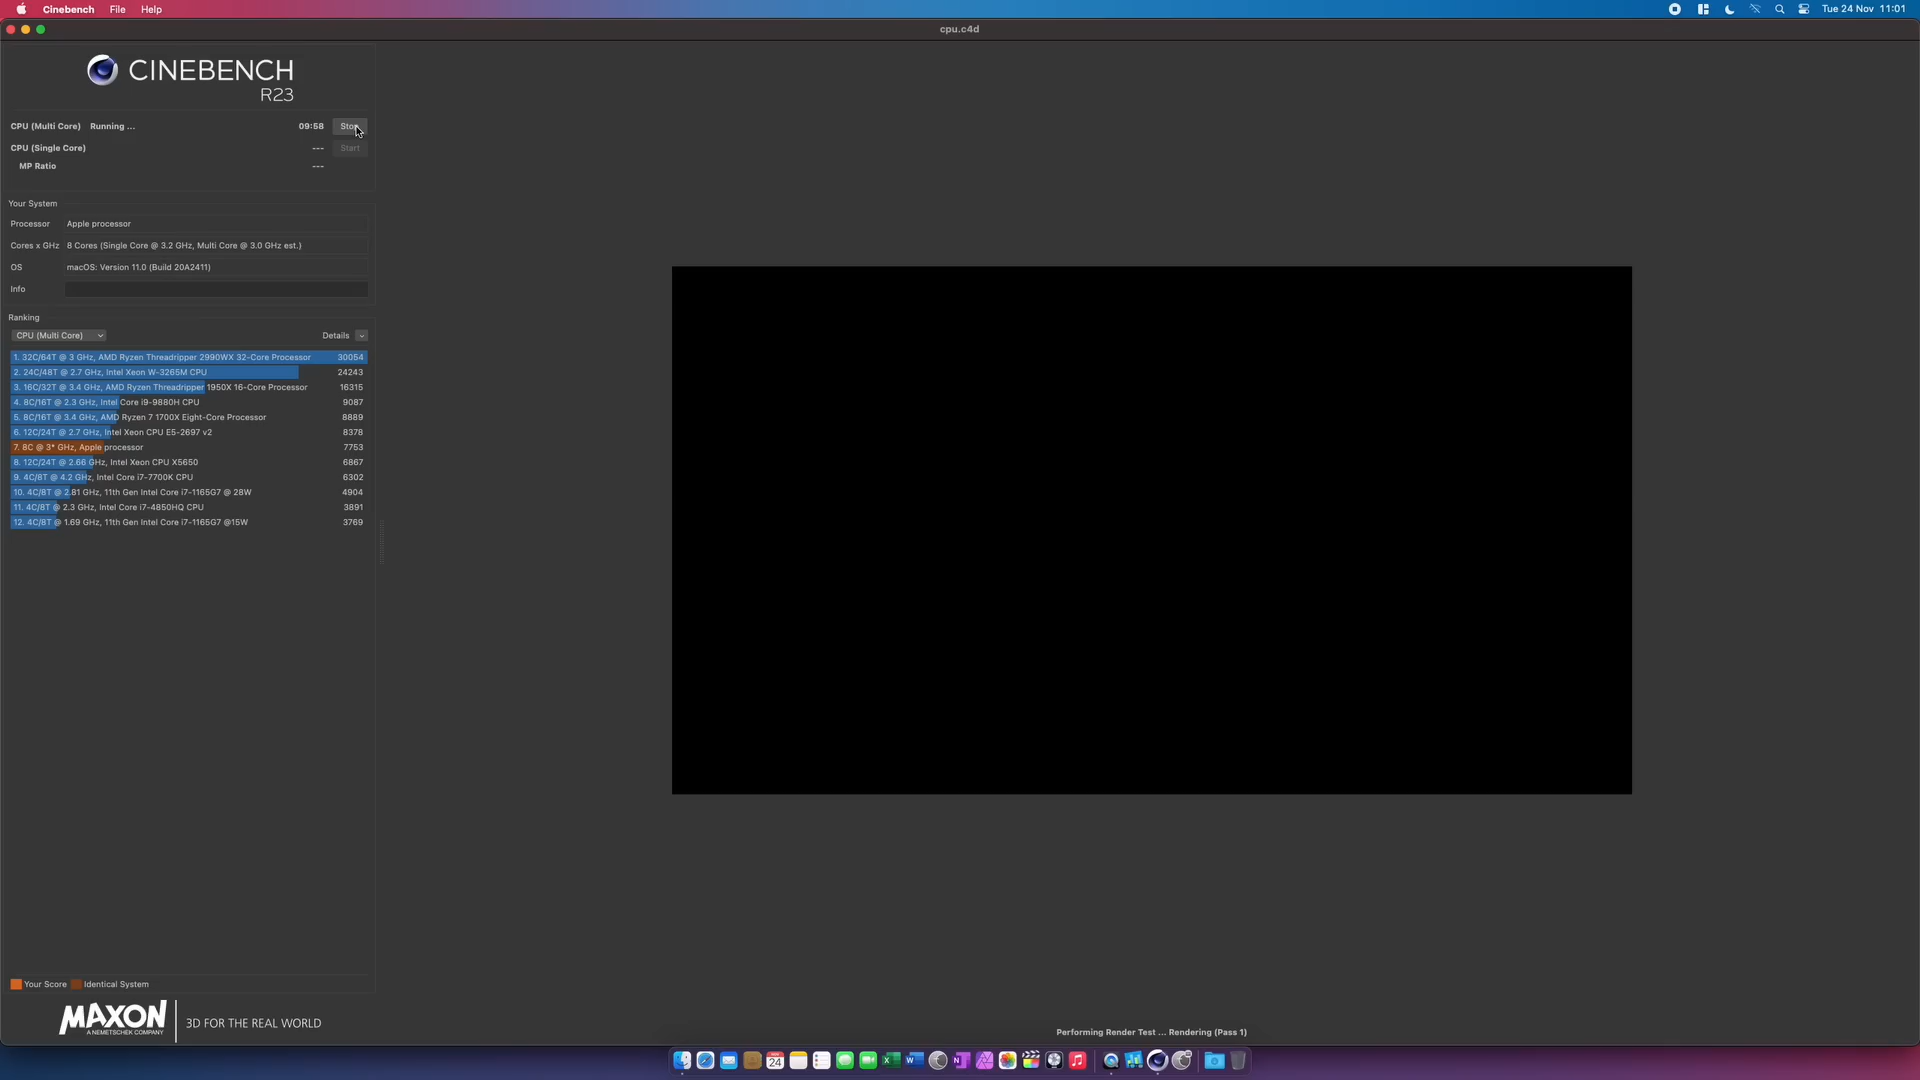 Cinebench File Help
Tue 24 Nov 11:01
cpu.c4d
CINEBENCH
R23
CPU (Multi Core) Running ... 09:58
CPU (Single Core) --- Start
MP Ratio ---
Your System
Processor Apple processor
Cores x GHz 8 Cores (Single Core @ 3.2 GHz, Multi Core @ 3.0 GHz est.)
OS macOS: Version 11.0 (Build 20A2411)
Info
Ranking
CPU (Multi Core) Details
1. 32C/64T @ 3 GHz, AMD Ryzen Threadripper 2990WX 32-Core Processor 30054
2. 24C/48T @ 2.7 GHz, Intel Xeon W-3265M CPU 24243
3. 16C/32T @ 3.4 GHz, AMD Ryzen Threadripper 1950X 16-Core Processor 16315
4. 8C/16T @ 2.3 GHz, Intel Core i9-9880H CPU 9087
5. 8C/16T @ 3.4 GHz, AMD Ryzen 7 1700X Eight-Core Processor 8889
6. 12C/24T @ 2.7 GHz, Intel Xeon CPU E5-2697 v2 8378
7. 8C @ 3* GHz, Apple processor 7753
8. 12C/24T @ 2.66 GHz, Intel Xeon CPU X5650 6867
9. 4C/8T @ 4.2 GHz, Intel Core i7-7700K CPU 6302
10. 4C/8T @ 2.81 GHz, 11th Gen Intel Core i7-1165G7 @ 28W 4904
11. 4C/8T @ 2.3 GHz, Intel Core i7-4850HQ CPU 3891
12. 4C/8T @ 1.69 GHz, 11th Gen Intel Core i7-1165G7 @15W 3769
Your Score Identical System
MAXON
A NEMETSCHEK COMPANY
3D FOR THE REAL WORLD
Performing Render Test ... Rendering (Pass 1)
24